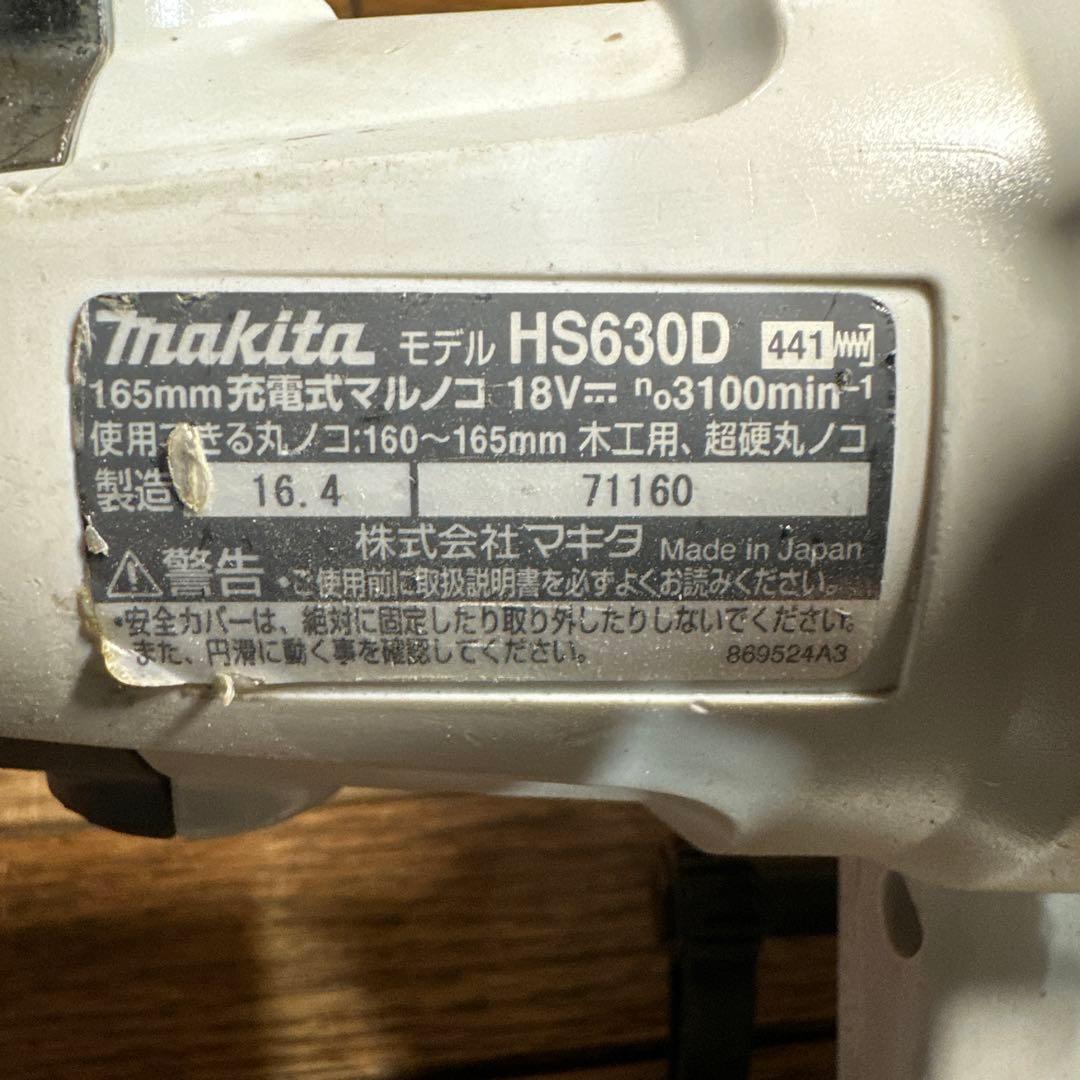 makita モデル HS630D 441
165mm 充電式マルノコ 18V⎓ n₀3100min⁻¹
使用できる丸ノコ:160〜165mm 木工用、超硬丸ノコ
製造 16.4 71160
株式会社マキタ Made in Japan
⚠警告・ご使用前に取扱説明書を必ずよくお読みください。
・安全カバーは、絶対に固定したり取り外したりしないでください。
また、円滑に動く事を確認してください。 869524A3